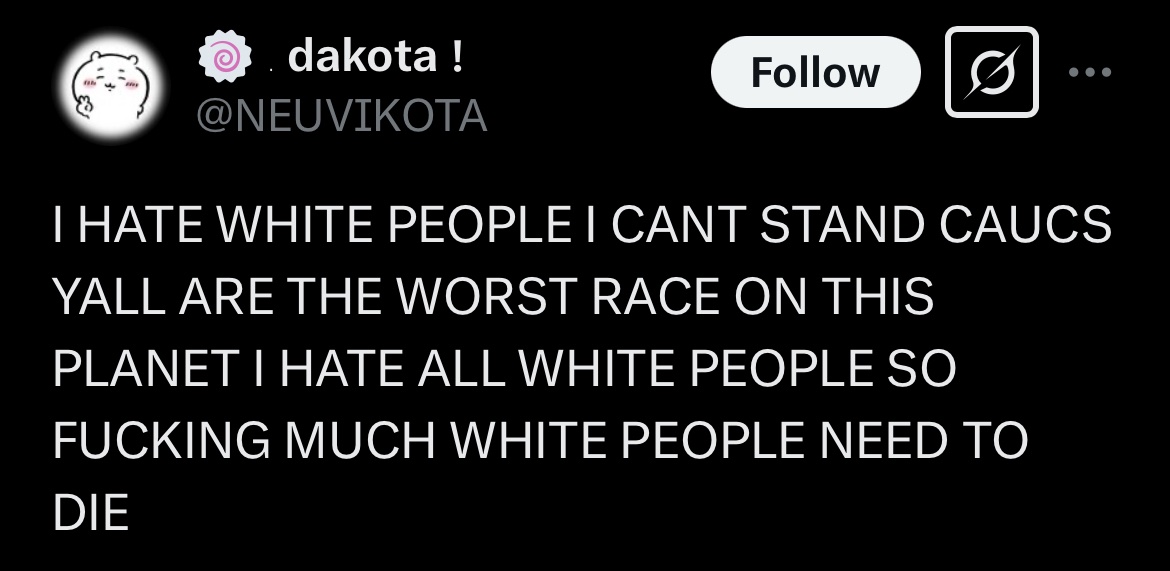 . dakota !
Follow
@NEUVIKOTA
I HATE WHITE PEOPLE I CANT STAND CAUCS
YALL ARE THE WORST RACE ON THIS
PLANET I HATE ALL WHITE PEOPLE SO
FUCKING MUCH WHITE PEOPLE NEED TO
DIE